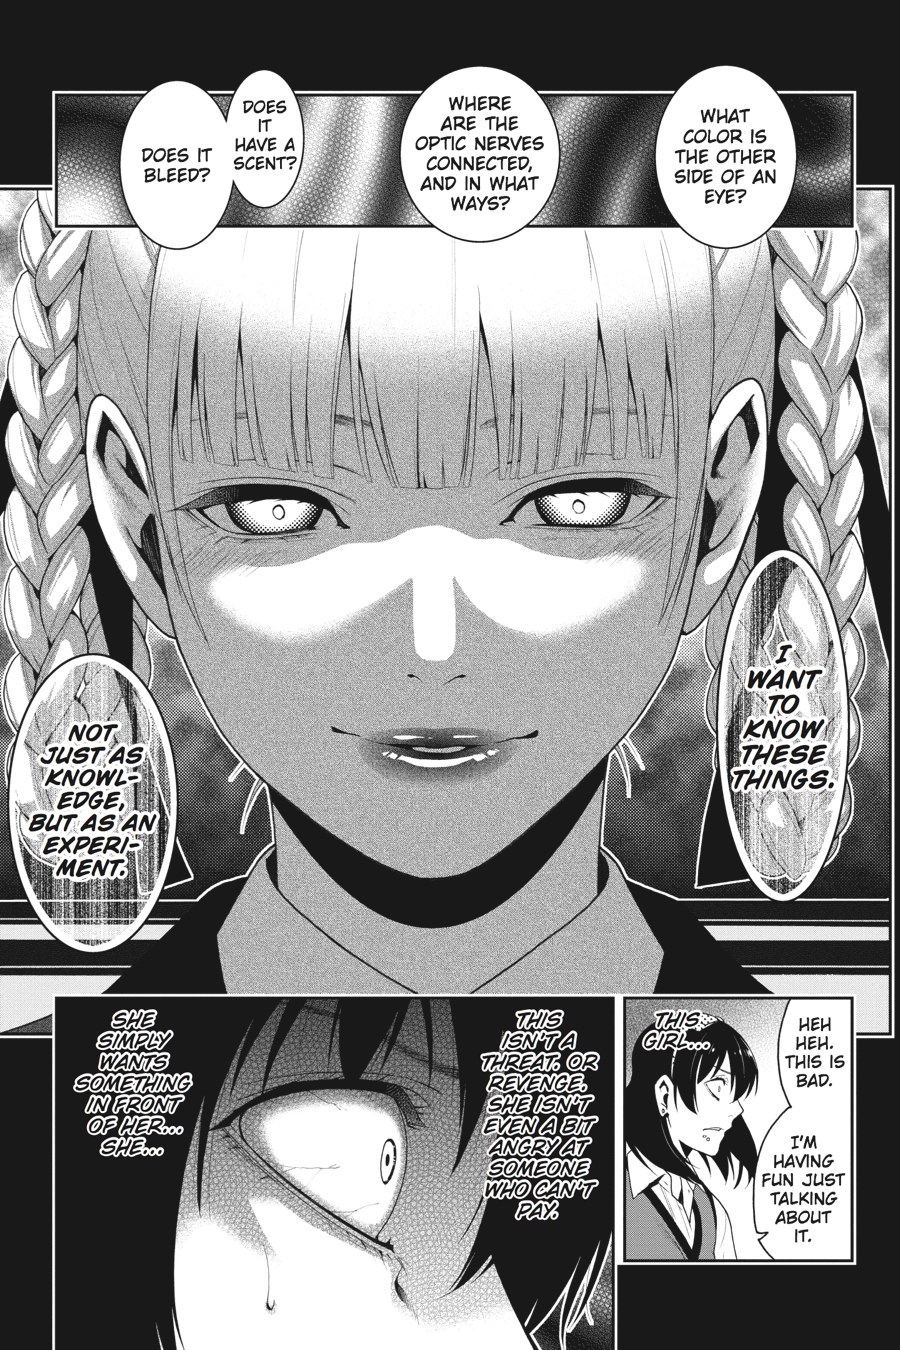 WHAT
COLOR IS
THE OTHER
SIDE OF AN
EYE?
WHERE
ARE THE
OPTIC NERVES
CONNECTED,
AND IN WHAT
WAYS?
DOES
IT
HAVE A
SCENT?
DOES IT
BLEED?
I
WANT
TO
KNOW
THESE
THINGS.
NOT
JUST AS
KNOWL-
EDGE,
BUT AS AN
EXPERI-
MENT.
HEH
HEH.
THIS IS
BAD.
I'M
HAVING
FUN JUST
TALKING
ABOUT
IT.
THIS
GIRL...
THIS
ISN'T A
THREAT. OR
REVENGE.
SHE ISN'T
EVEN A BIT
ANGRY AT
SOMEONE
WHO CAN'T
PAY.
SHE
SIMPLY
WANTS
SOMETHING
IN FRONT
OF HER...
SHE...